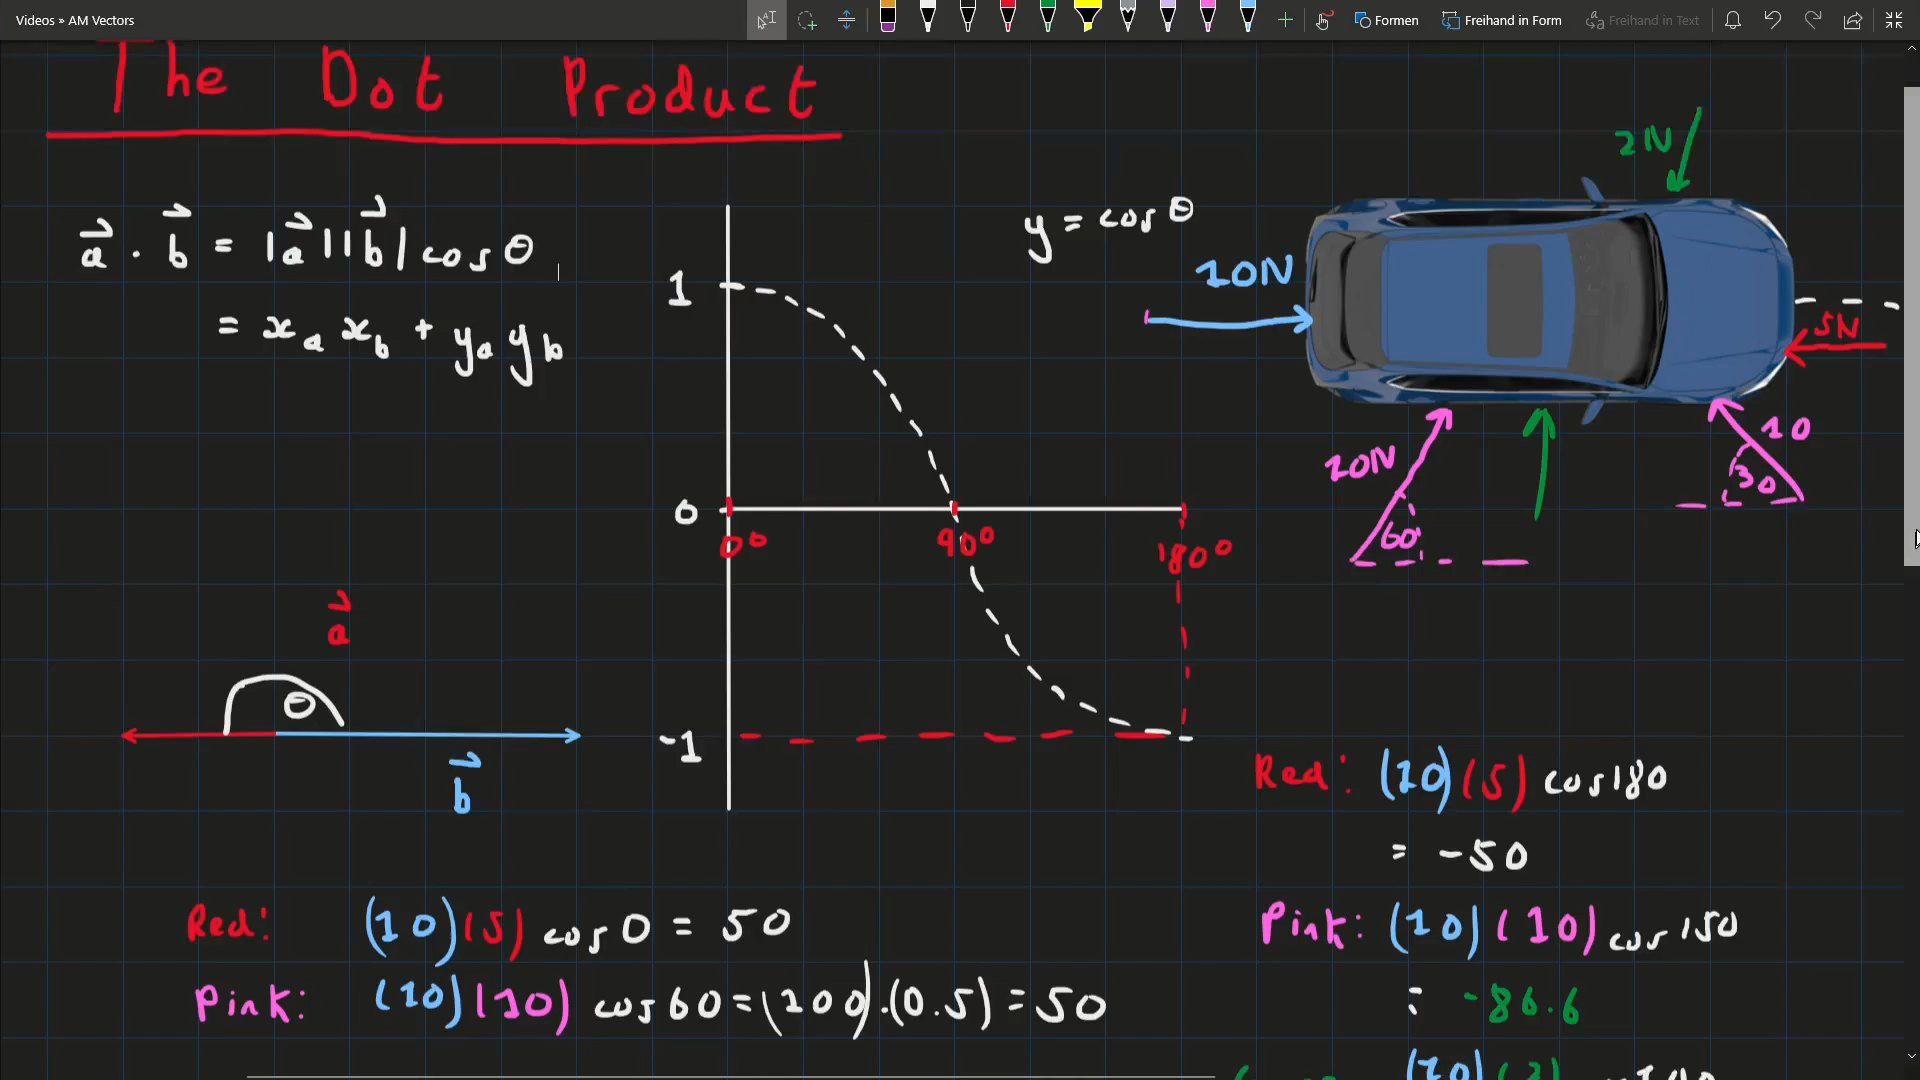 Videos » AM Vectors
Formen
Freihand in Form
Freihand in Text
The Dot Product
a · b = |a||b| cos θ
= xa xb + ya yb
y = cos θ
1
0
-1
0°
90°
180°
2N
10N
5N
10N
60°
10
30
a
θ
b
Red: (10)(5) cos 180
= -50
Pink: (10)(10) cos 150
= -86.6
Red: (10)(5) cos 0 = 50
Pink: (10)(10) cos 60 = (100).(0.5) = 50